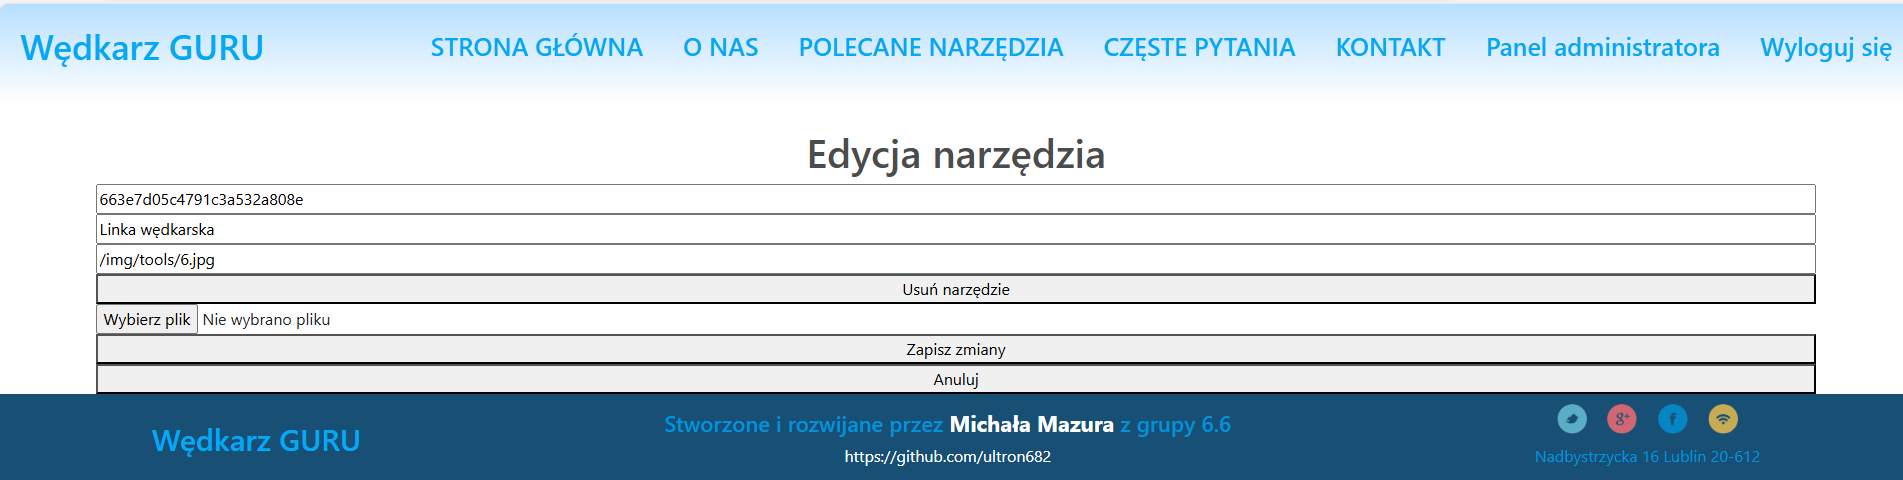 Wędkarz GURU
STRONA GŁÓWNA
O NAS
POLECANE NARZĘDZIA
CZĘSTE PYTANIA
KONTAKT
Panel administratora
Wyloguj się
Edycja narzędzia
663e7d05c4791c3a532a808e
Linka wędkarska
/img/tools/6.jpg
Usuń narzędzie
Wybierz plik Nie wybrano pliku
Zapisz zmiany
Anuluj
Wędkarz GURU
Stworzone i rozwijane przez Michała Mazura z grupy 6.6
https://github.com/ultron682
g+ f
Nadbystrzycka 16 Lublin 20-612